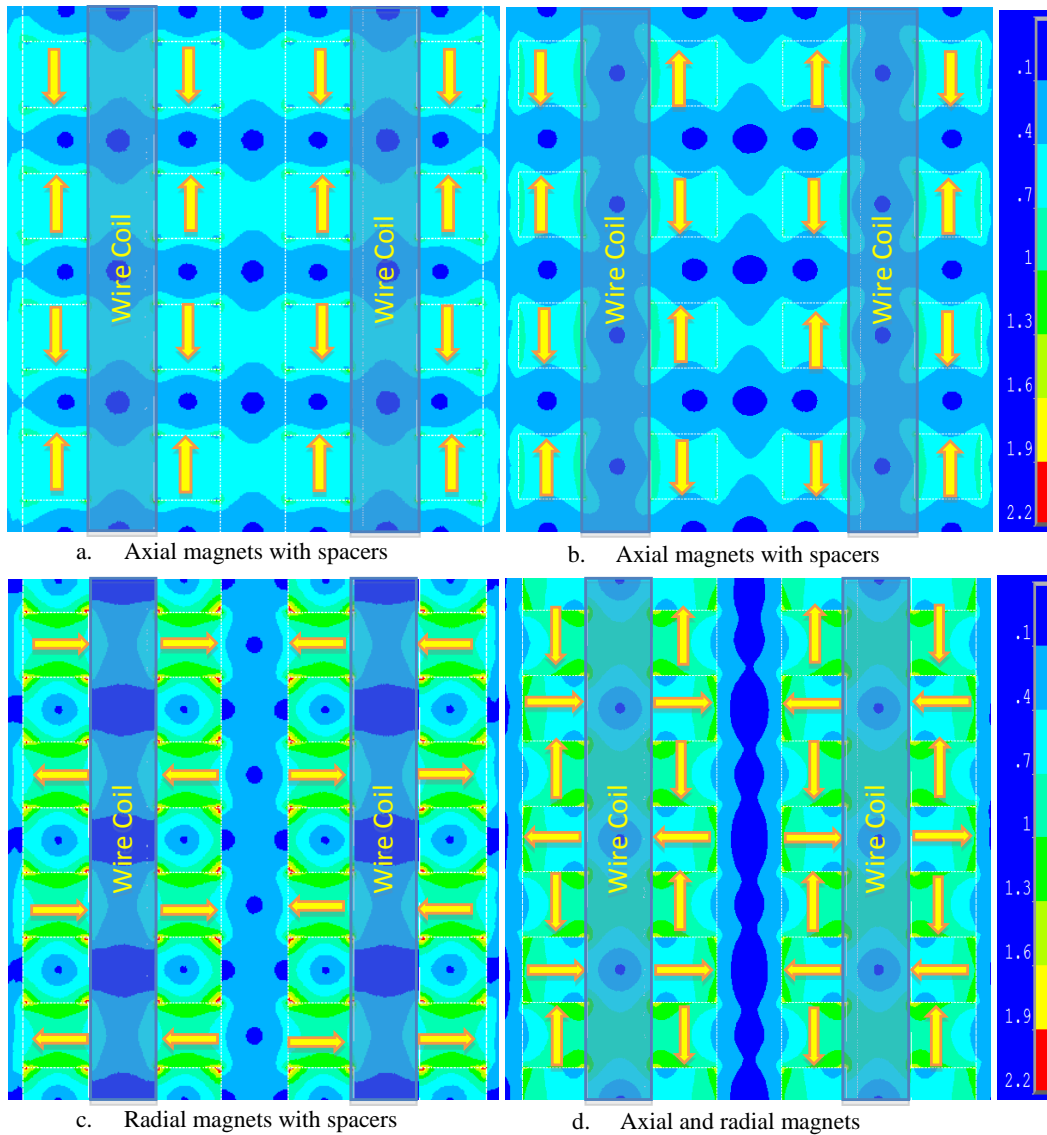 Wire Coil
Wire Coil
Wire Coil
Wire Coil
.1
.4
.7
1
1.3
1.6
1.9
2.2
a. Axial magnets with spacers
b. Axial magnets with spacers
Wire Coil
Wire Coil
Wire Coil
Wire Coil
.1
.4
.7
1
1.3
1.6
1.9
2.2
c. Radial magnets with spacers
d. Axial and radial magnets